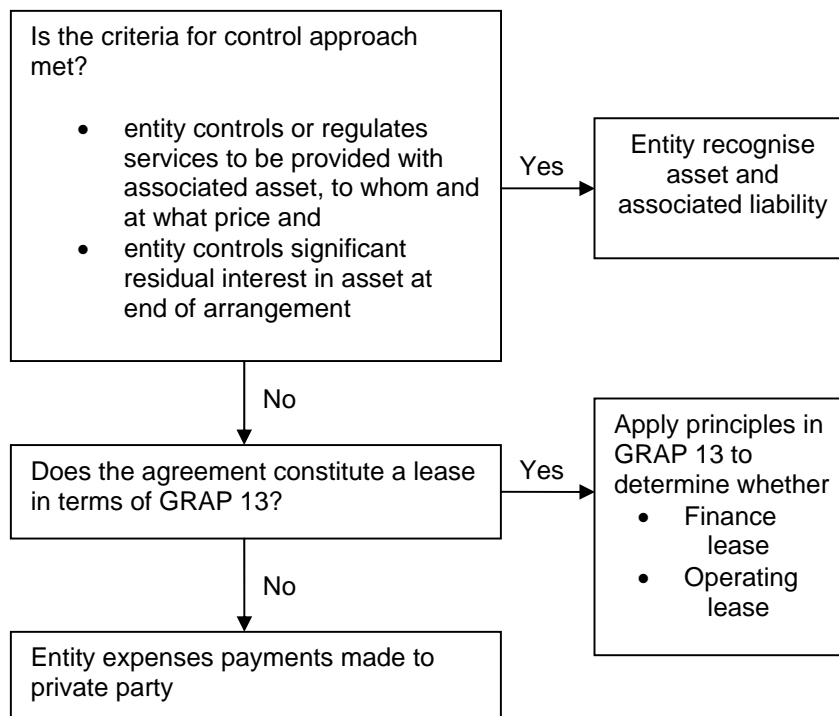 Is the criteria for control approach
met?
• entity controls or regulates
services to be provided with
associated asset, to whom and
at what price and
• entity controls significant
residual interest in asset at
end of arrangement
Yes
Entity recognise
asset and
associated liability
No
Does the agreement constitute a lease
in terms of GRAP 13?
Yes
Apply principles in
GRAP 13 to
determine whether
• Finance
lease
• Operating
lease
No
Entity expenses payments made to
private party